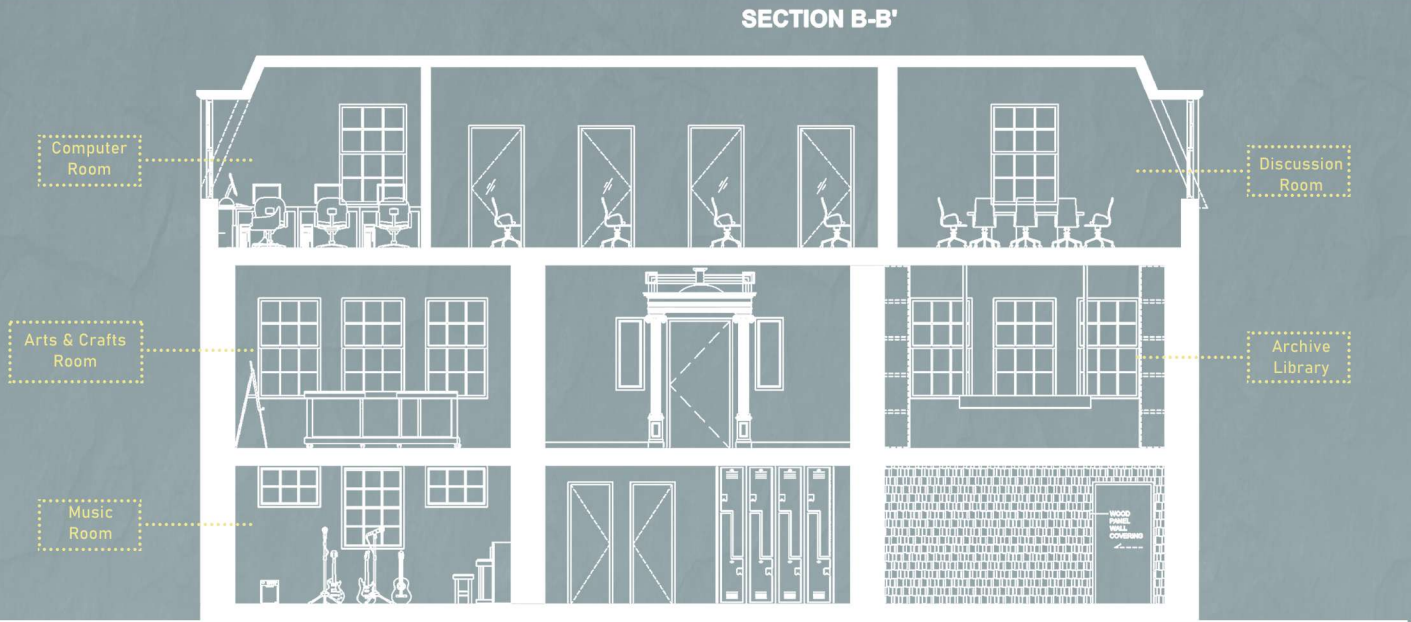 SECTION B-B'
Computer
Room
Discussion
Room
Arts & Crafts
Room
Archive
Library
Music
Room
WOOD
PANEL
WALL
COVERING